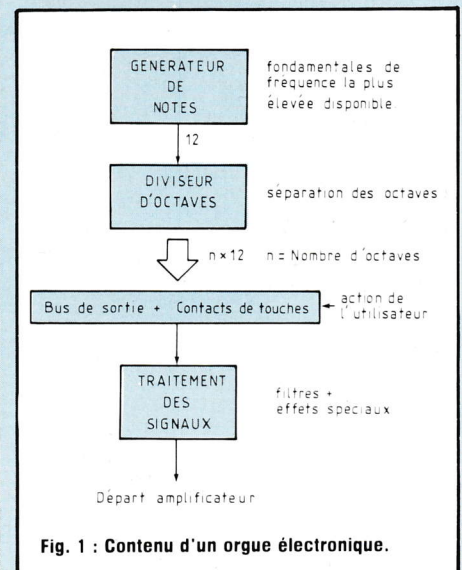 GENERATEUR
DE
NOTES
fondamentales de
fréquence la plus
élevée disponible
12
DIVISEUR
D'OCTAVES
séparation des octaves
n×12 n = Nombre d'octaves
Bus de sortie + Contacts de touches
action de
l'utilisateur
TRAITEMENT
DES
SIGNAUX
filtres +
effets speciaux
Départ amplificateur
Fig. 1 : Contenu d'un orgue électronique.